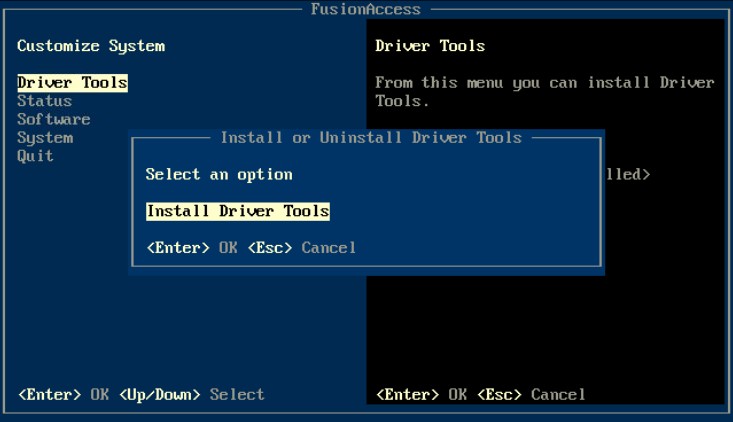 FusionAccess
Customize System
Driver Tools
Status
Software
System
Quit
Driver Tools
From this menu you can install Driver
Tools.
lled>
Install or Uninstall Driver Tools
Select an option
Install Driver Tools
<Enter> OK <Esc> Cancel
<Enter> OK <Up/Down> Select
<Enter> OK <Esc> Cancel